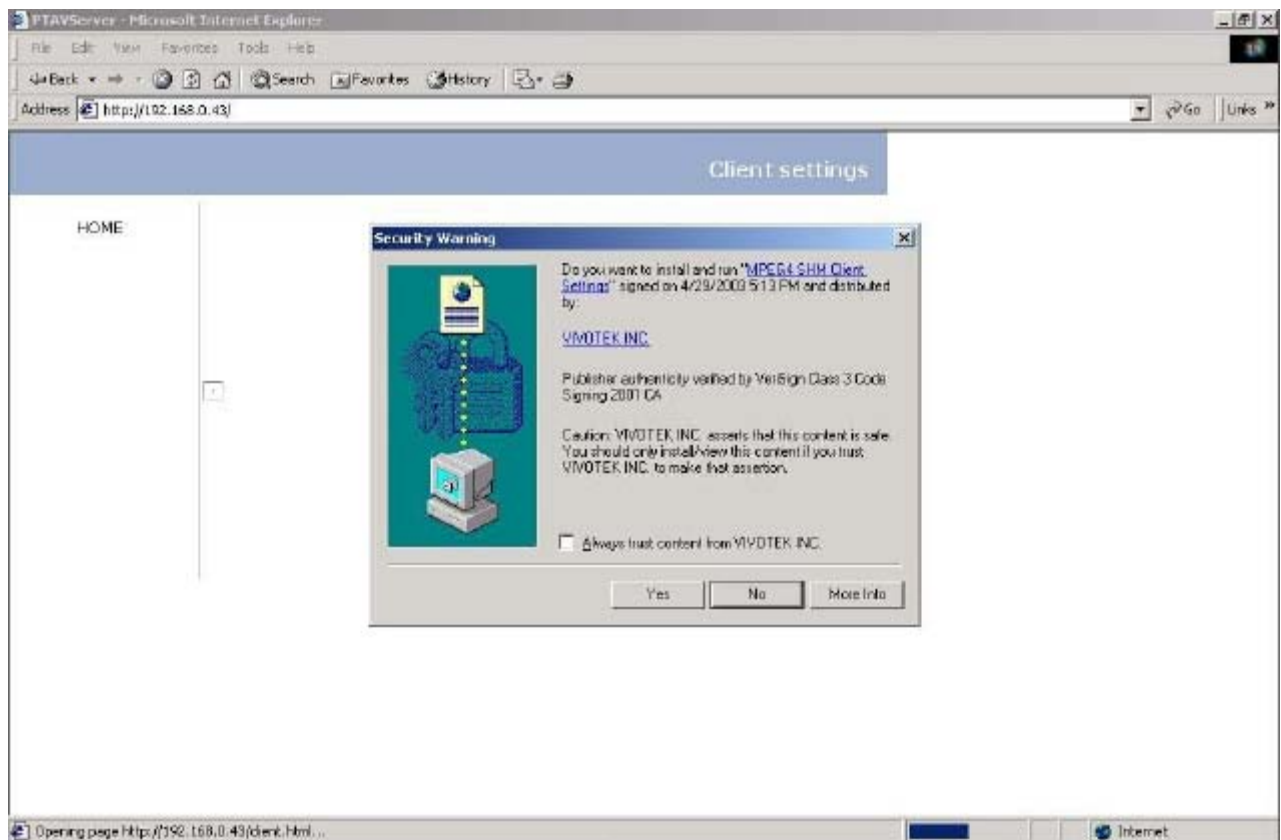 PTAVServer - Microsoft Internet Explorer
File Edit View Favorites Tools Help
Back Search Favorites History
Address http://192.168.0.43/ Go Links »
Client settings
HOME
Security Warning
Do you want to install and run "MPEG4 SHM Client
Settings" signed on 4/29/2003 5:13 PM and distributed
by:
VIVOTEK INC.
Publisher authenticity verified by VeriSign Class 3 Code
Signing 2001 CA
Caution: VIVOTEK INC. asserts that this content is safe.
You should only install/view this content if you trust
VIVOTEK INC. to make that assertion.
Always trust content from VIVOTEK INC.
Yes No More Info
Opening page http://192.168.0.43/client.html... Internet